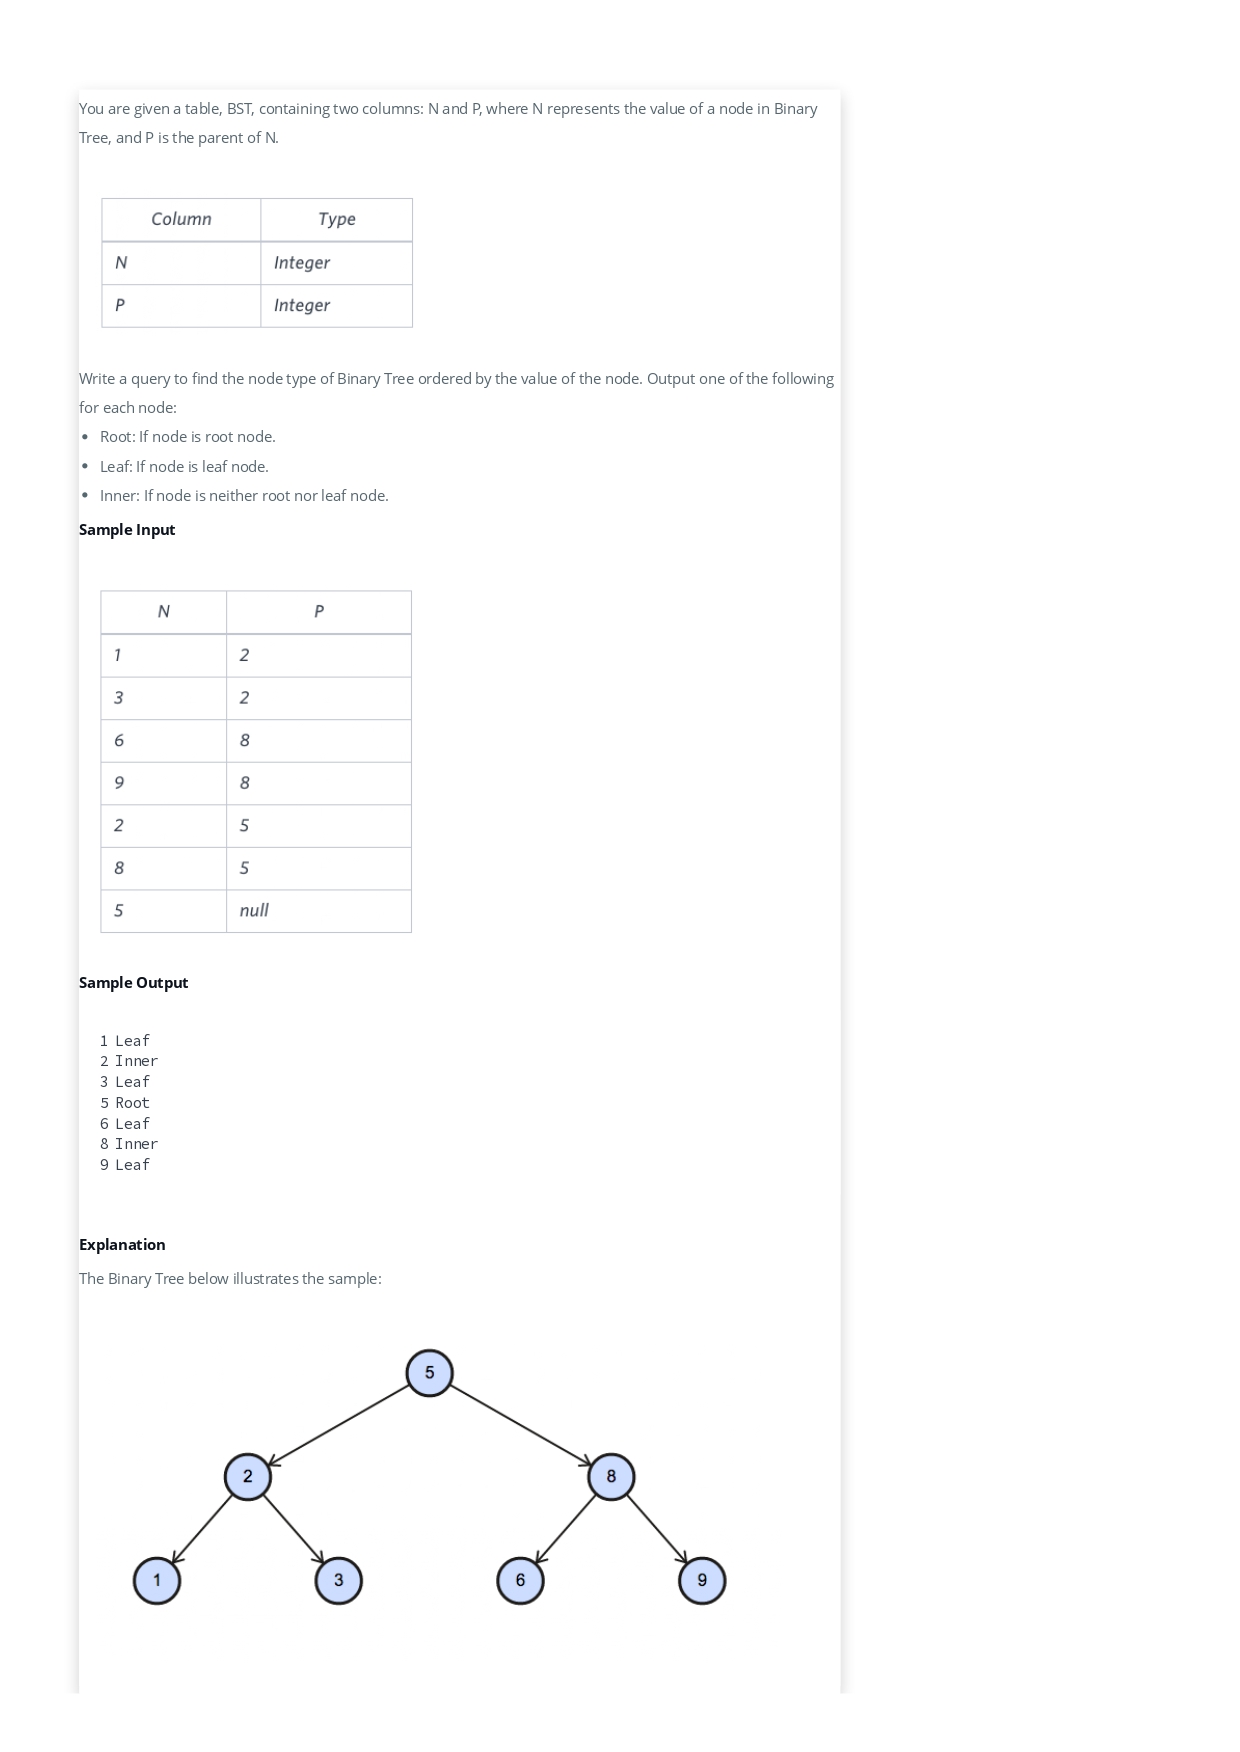 You are given a table, BST, containing two columns: N and P, where N represents the value of a node in Binary
Tree, and P is the parent of N.
Column Type
N Integer
P Integer
Write a query to find the node type of Binary Tree ordered by the value of the node. Output one of the following
for each node:
• Root: If node is root node.
• Leaf: If node is leaf node.
• Inner: If node is neither root nor leaf node.
Sample Input
N P
1 2
3 2
6 8
9 8
2 5
8 5
5 null
Sample Output
1 Leaf
2 Inner
3 Leaf
5 Root
6 Leaf
8 Inner
9 Leaf
Explanation
The Binary Tree below illustrates the sample:
5
2 8
1 3 6 9